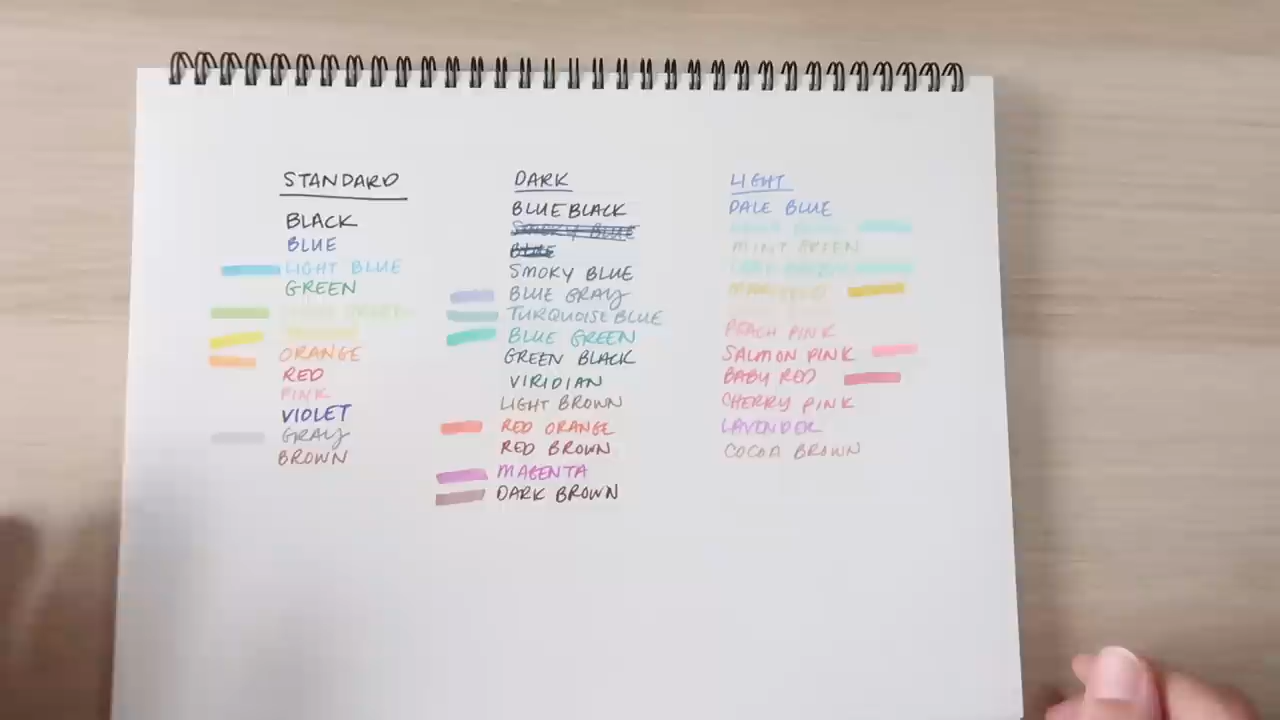 STANDARD
BLACK
BLUE
LIGHT BLUE
GREEN
ORANGE
RED
PINK
VIOLET
GRAY
BROWN
DARK
BLUE BLACK
SMOKY BLUE
BLUE
SMOKY BLUE
BLUE GRAY
TURQUOISE BLUE
BLUE GREEN
GREEN BLACK
VIRIDIAN
LIGHT BROWN
RED ORANGE
RED BROWN
MAGENTA
DARK BROWN
LIGHT
PALE BLUE
MINT GREEN
PEACH PINK
SALMON PINK
BABY RED
CHERRY PINK
LAVENDER
COCOA BROWN